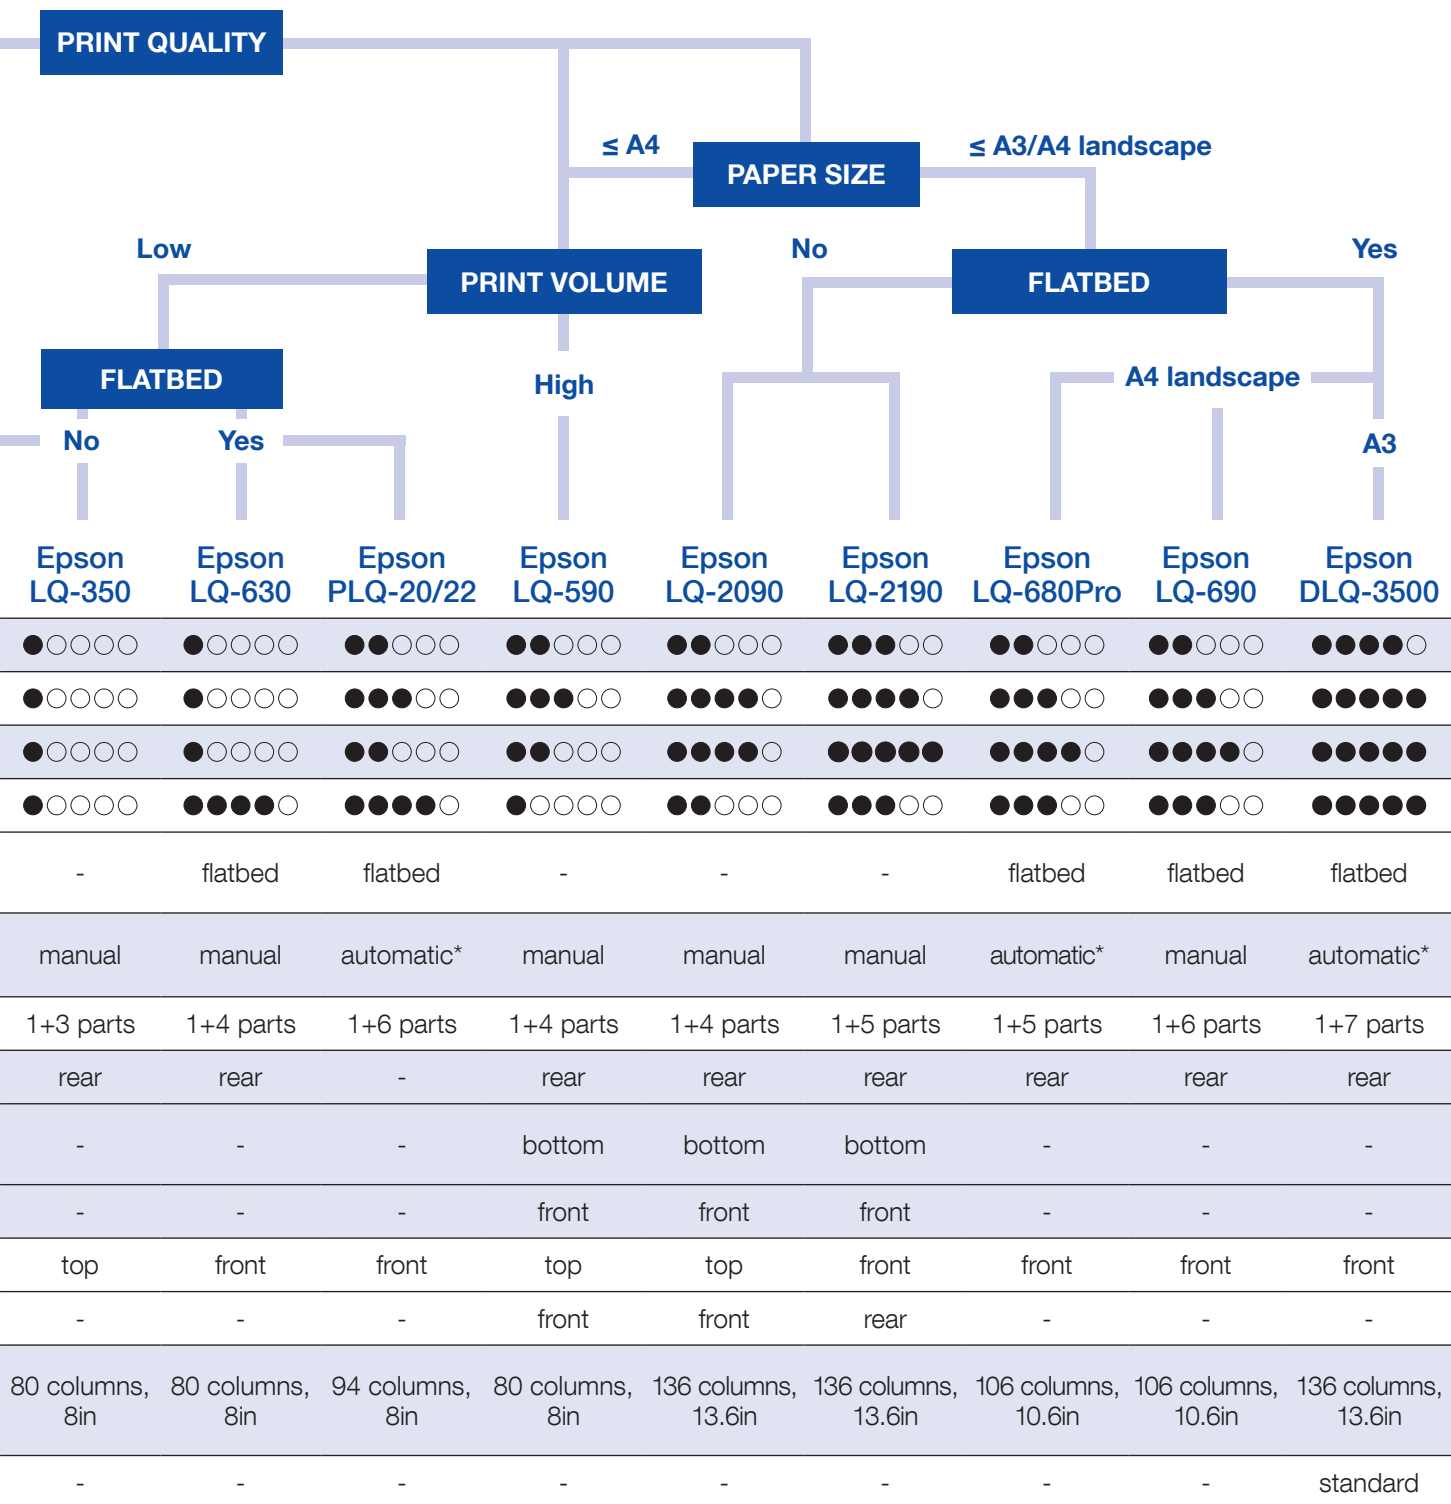 PRINT QUALITY
≤ A4
≤ A3/A4 landscape
PAPER SIZE
Low
No
Yes
PRINT VOLUME
FLATBED
FLATBED
High
A4 landscape
No
Yes
A3
Epson LQ-350
Epson LQ-630
Epson PLQ-20/22
Epson LQ-590
Epson LQ-2090
Epson LQ-2190
Epson LQ-680Pro
Epson LQ-690
Epson DLQ-3500
●○○○○ ●○○○○ ●●○○○ ●●○○○ ●●○○○ ●●●○○ ●●○○○ ●●○○○ ●●●●○
●○○○○ ●○○○○ ●●●○○ ●●●○○ ●●●●○ ●●●●○ ●●●○○ ●●●○○ ●●●●●
●○○○○ ●○○○○ ●●○○○ ●●○○○ ●●●●○ ●●●●● ●●●●○ ●●●●○ ●●●●●
●○○○○ ●●●●○ ●●●●○ ●○○○○ ●●○○○ ●●●○○ ●●●○○ ●●●○○ ●●●●●
- flatbed flatbed - - - flatbed flatbed flatbed
manual manual automatic* manual manual manual automatic* manual automatic*
1+3 parts 1+4 parts 1+6 parts 1+4 parts 1+4 parts 1+5 parts 1+5 parts 1+6 parts 1+7 parts
rear rear - rear rear rear rear rear rear
- - - bottom bottom bottom - - -
- - - front front front - - -
top front front top top front front front front
- - - front front rear - - -
80 columns, 80 columns, 94 columns, 80 columns, 136 columns, 136 columns, 106 columns, 106 columns, 136 columns,
8in 8in 8in 8in 13.6in 13.6in 10.6in 10.6in 13.6in
- - - - - - - - standard